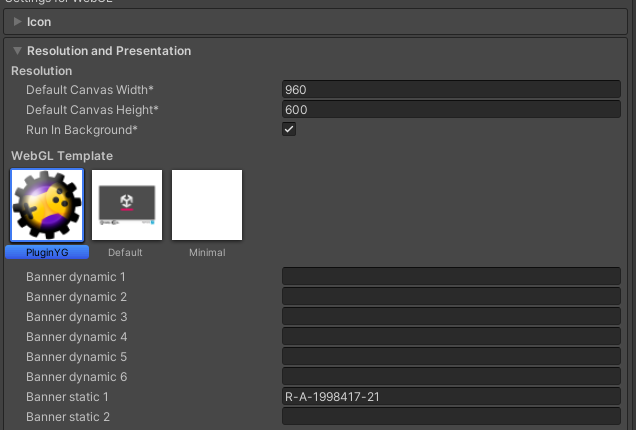 Settings for WebGL
Icon
Resolution and Presentation
Resolution
Default Canvas Width* 960
Default Canvas Height* 600
Run In Background*
WebGL Template
PluginYG Default Minimal
Banner dynamic 1
Banner dynamic 2
Banner dynamic 3
Banner dynamic 4
Banner dynamic 5
Banner dynamic 6
Banner static 1 R-A-1998417-21
Banner static 2